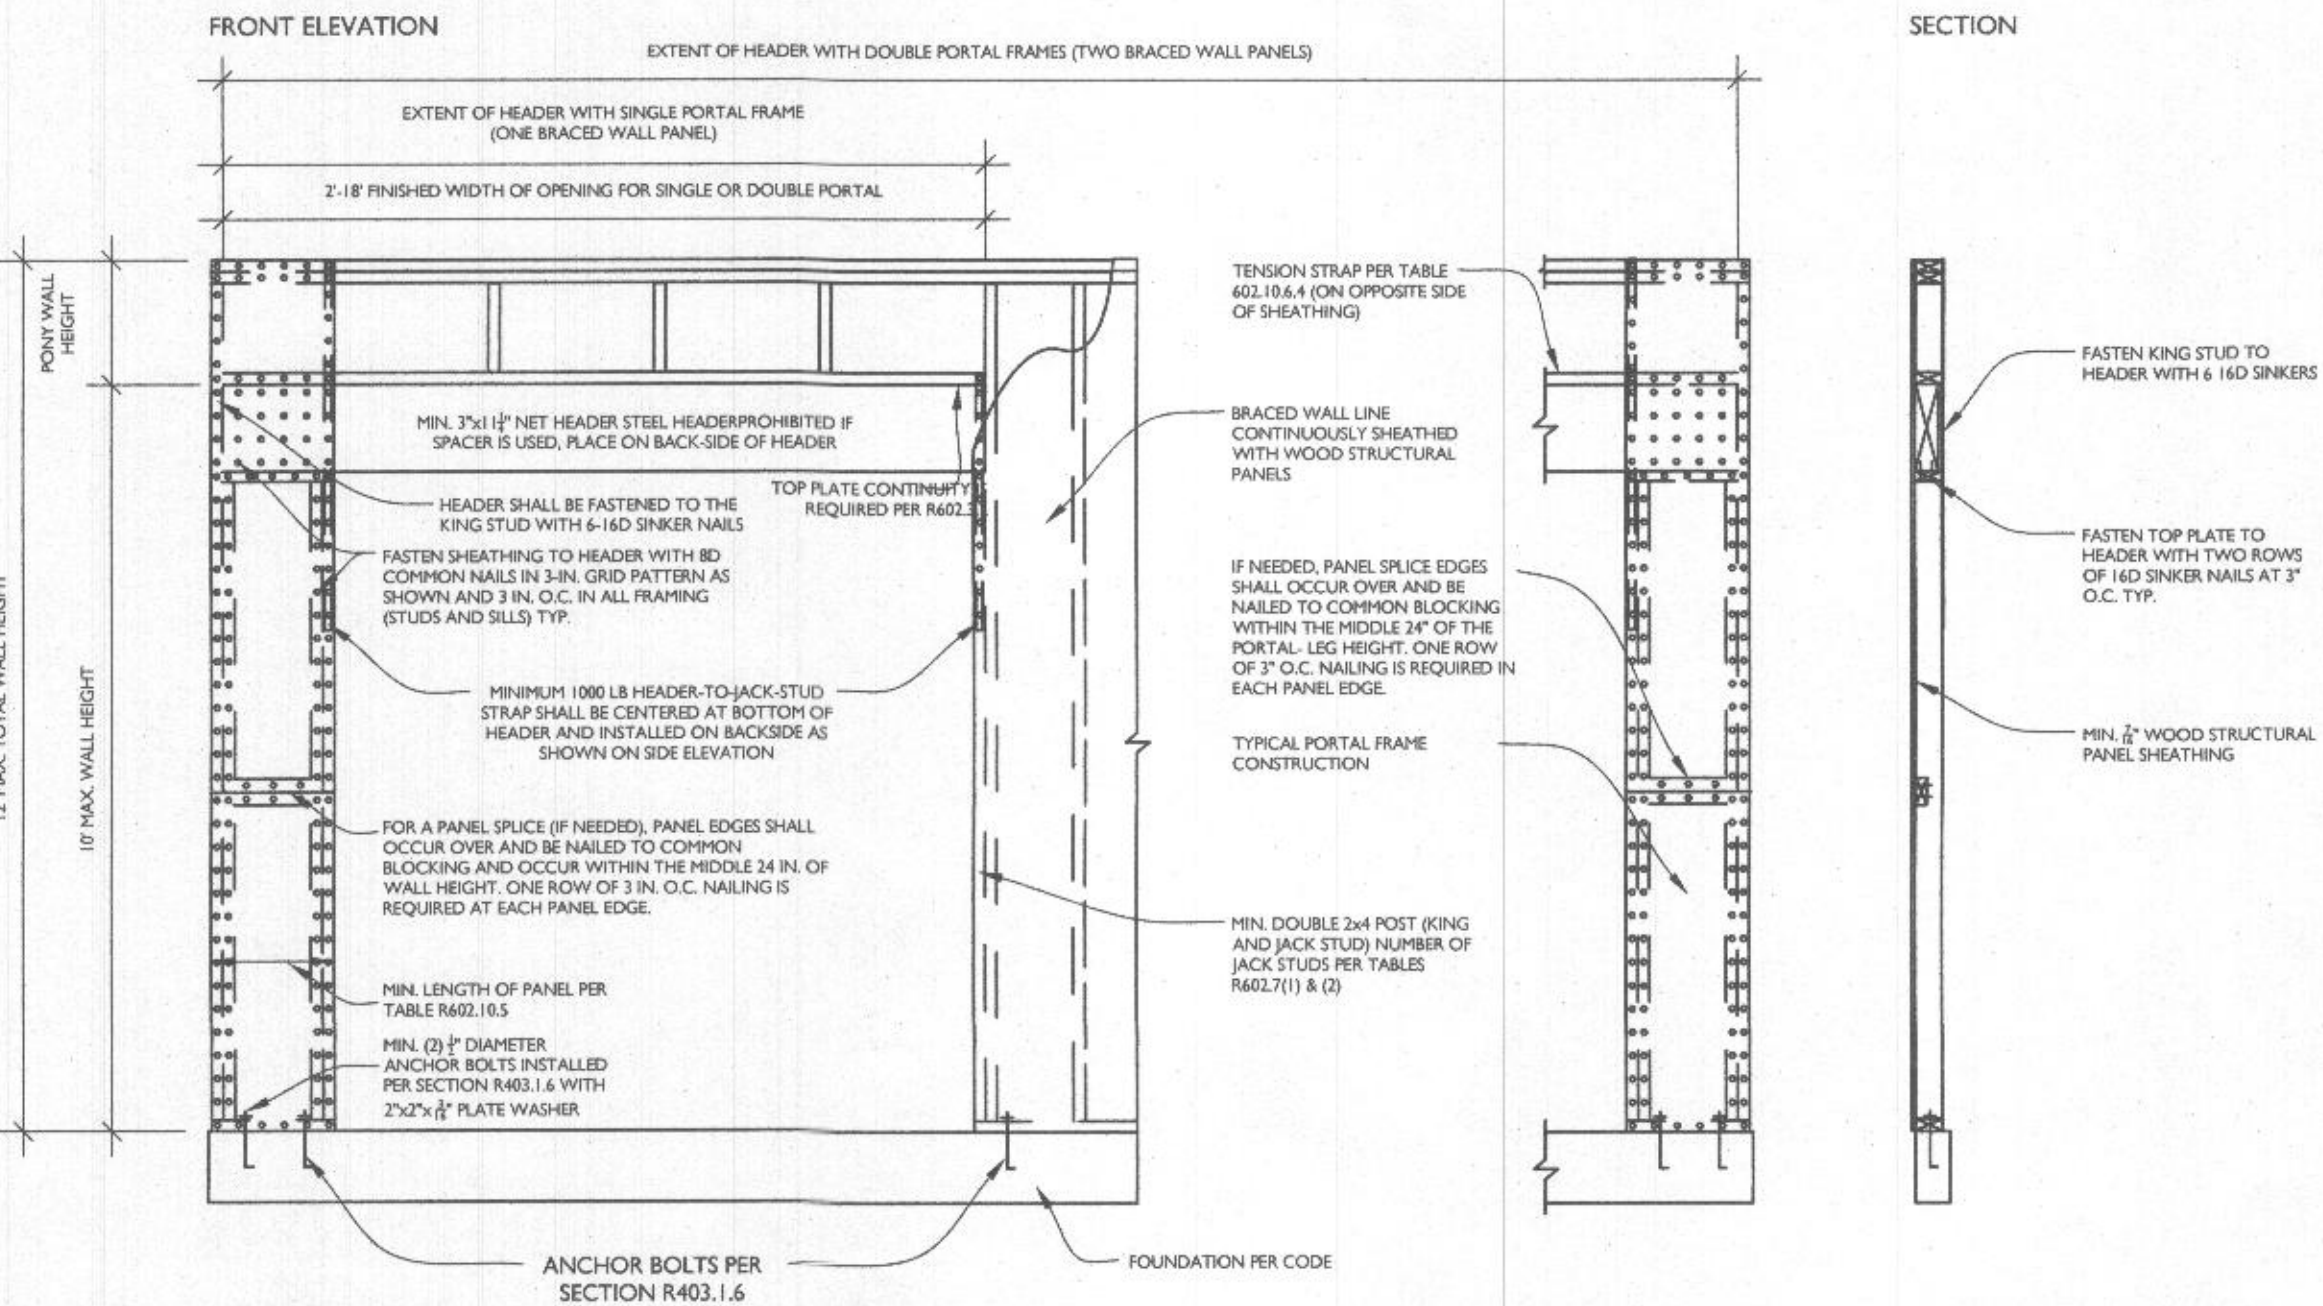 FRONT ELEVATION
SECTION
EXTENT OF HEADER WITH DOUBLE PORTAL FRAMES (TWO BRACED WALL PANELS)
EXTENT OF HEADER WITH SINGLE PORTAL FRAME
(ONE BRACED WALL PANEL)
2'-18' FINISHED WIDTH OF OPENING FOR SINGLE OR DOUBLE PORTAL
PONY WALL
HEIGHT
10' MAX. WALL HEIGHT
12' MAX. TOTAL WALL HEIGHT
MIN. 3"x11 1/4" NET HEADER STEEL HEADERPROHIBITED IF
SPACER IS USED, PLACE ON BACK-SIDE OF HEADER
TOP PLATE CONTINUITY
REQUIRED PER R602.3
HEADER SHALL BE FASTENED TO THE
KING STUD WITH 6-16D SINKER NAILS
FASTEN SHEATHING TO HEADER WITH 8D
COMMON NAILS IN 3-IN. GRID PATTERN AS
SHOWN AND 3 IN. O.C. IN ALL FRAMING
(STUDS AND SILLS) TYP.
MINIMUM 1000 LB HEADER-TO-JACK-STUD
STRAP SHALL BE CENTERED AT BOTTOM OF
HEADER AND INSTALLED ON BACKSIDE AS
SHOWN ON SIDE ELEVATION
FOR A PANEL SPLICE (IF NEEDED), PANEL EDGES SHALL
OCCUR OVER AND BE NAILED TO COMMON
BLOCKING AND OCCUR WITHIN THE MIDDLE 24 IN. OF
WALL HEIGHT. ONE ROW OF 3 IN. O.C. NAILING IS
REQUIRED AT EACH PANEL EDGE.
MIN. LENGTH OF PANEL PER
TABLE R602.10.5
MIN. (2) 1/2" DIAMETER
ANCHOR BOLTS INSTALLED
PER SECTION R403.1.6 WITH
2"x2"x3/16" PLATE WASHER
ANCHOR BOLTS PER
SECTION R403.1.6
FOUNDATION PER CODE
TENSION STRAP PER TABLE
602.10.6.4 (ON OPPOSITE SIDE
OF SHEATHING)
BRACED WALL LINE
CONTINUOUSLY SHEATHED
WITH WOOD STRUCTURAL
PANELS
IF NEEDED, PANEL SPLICE EDGES
SHALL OCCUR OVER AND BE
NAILED TO COMMON BLOCKING
WITHIN THE MIDDLE 24" OF THE
PORTAL- LEG HEIGHT. ONE ROW
OF 3" O.C. NAILING IS REQUIRED IN
EACH PANEL EDGE.
TYPICAL PORTAL FRAME
CONSTRUCTION
MIN. DOUBLE 2x4 POST (KING
AND JACK STUD) NUMBER OF
JACK STUDS PER TABLES
R602.7(1) & (2)
FASTEN KING STUD TO
HEADER WITH 6 16D SINKERS
FASTEN TOP PLATE TO
HEADER WITH TWO ROWS
OF 16D SINKER NAILS AT 3"
O.C. TYP.
MIN. 7/16" WOOD STRUCTURAL
PANEL SHEATHING